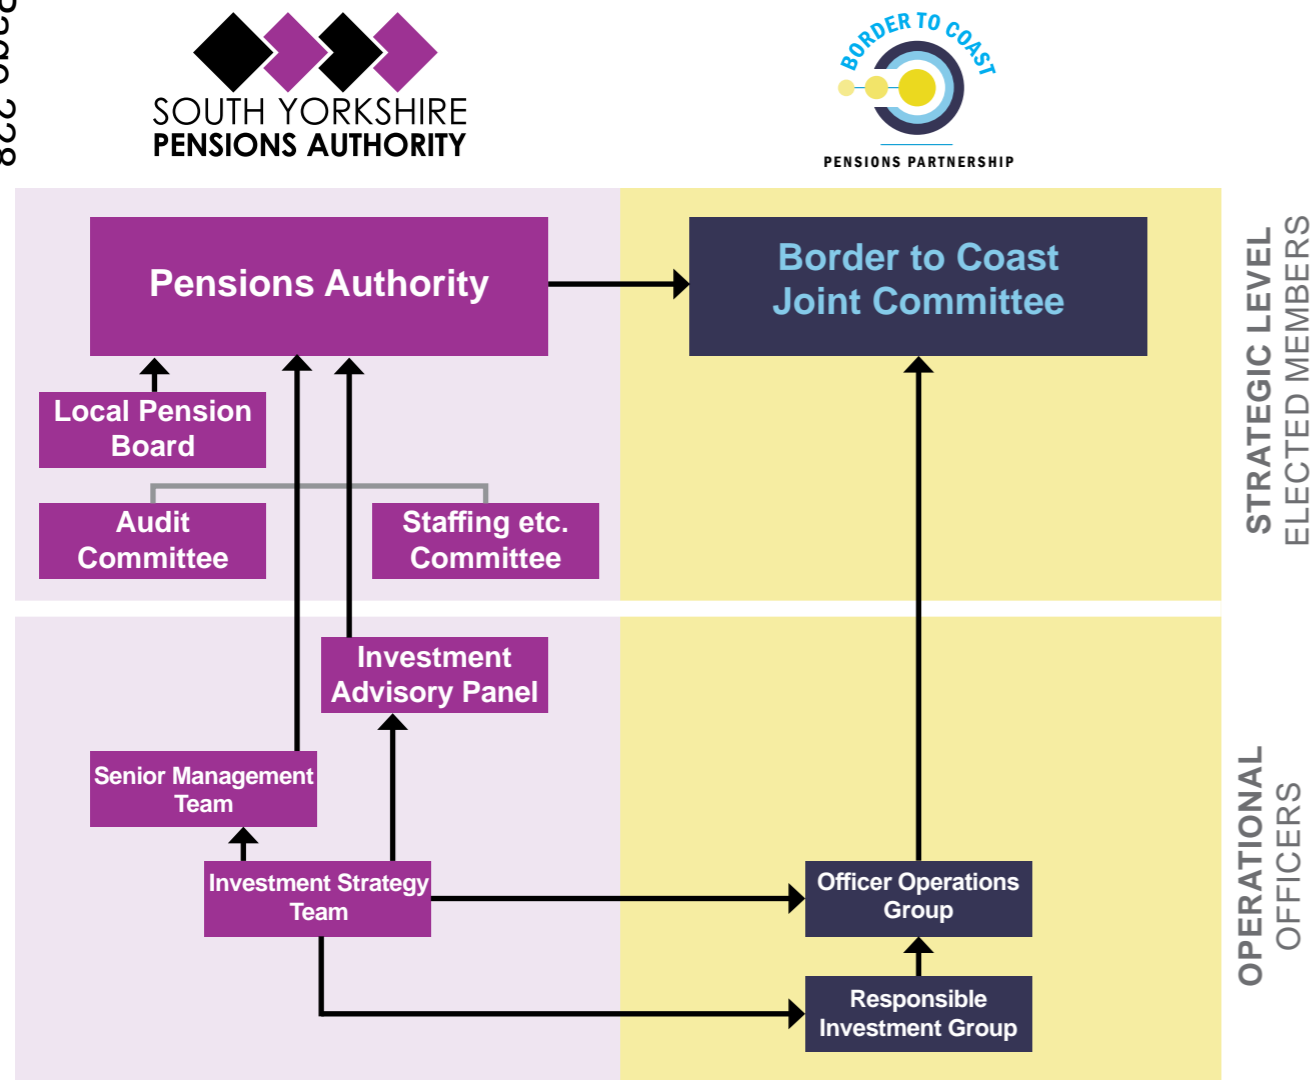 Page 228
SOUTH YORKSHIRE
PENSIONS AUTHORITY
BORDER TO COAST
PENSIONS PARTNERSHIP
Pensions Authority
Border to Coast
Joint Committee
Local Pension
Board
Audit
Committee
Staffing etc.
Committee
STRATEGIC LEVEL
ELECTED MEMBERS
Investment
Advisory Panel
Senior Management
Team
Investment Strategy
Team
Officer Operations
Group
Responsible
Investment Group
OPERATIONAL
OFFICERS